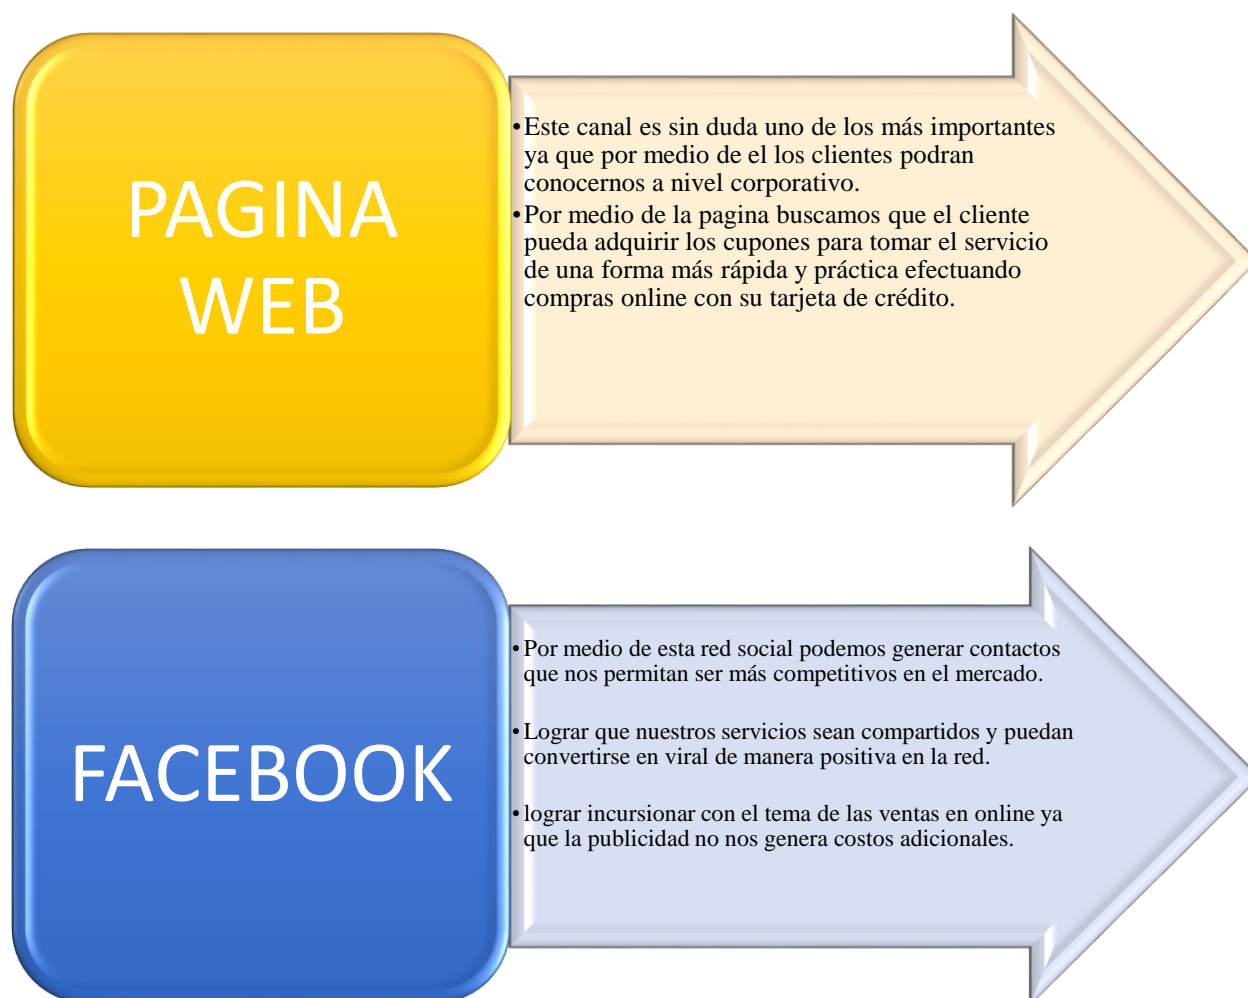 PAGINA
WEB
•Este canal es sin duda uno de los más importantes
ya que por medio de el los clientes podran
conocernos a nivel corporativo.
•Por medio de la pagina buscamos que el cliente
pueda adquirir los cupones para tomar el servicio
de una forma más rápida y práctica efectuando
compras online con su tarjeta de crédito.
FACEBOOK
•Por medio de esta red social podemos generar contactos
que nos permitan ser más competitivos en el mercado.
•Lograr que nuestros servicios sean compartidos y puedan
convertirse en viral de manera positiva en la red.
•lograr incursionar con el tema de las ventas en online ya
que la publicidad no nos genera costos adicionales.